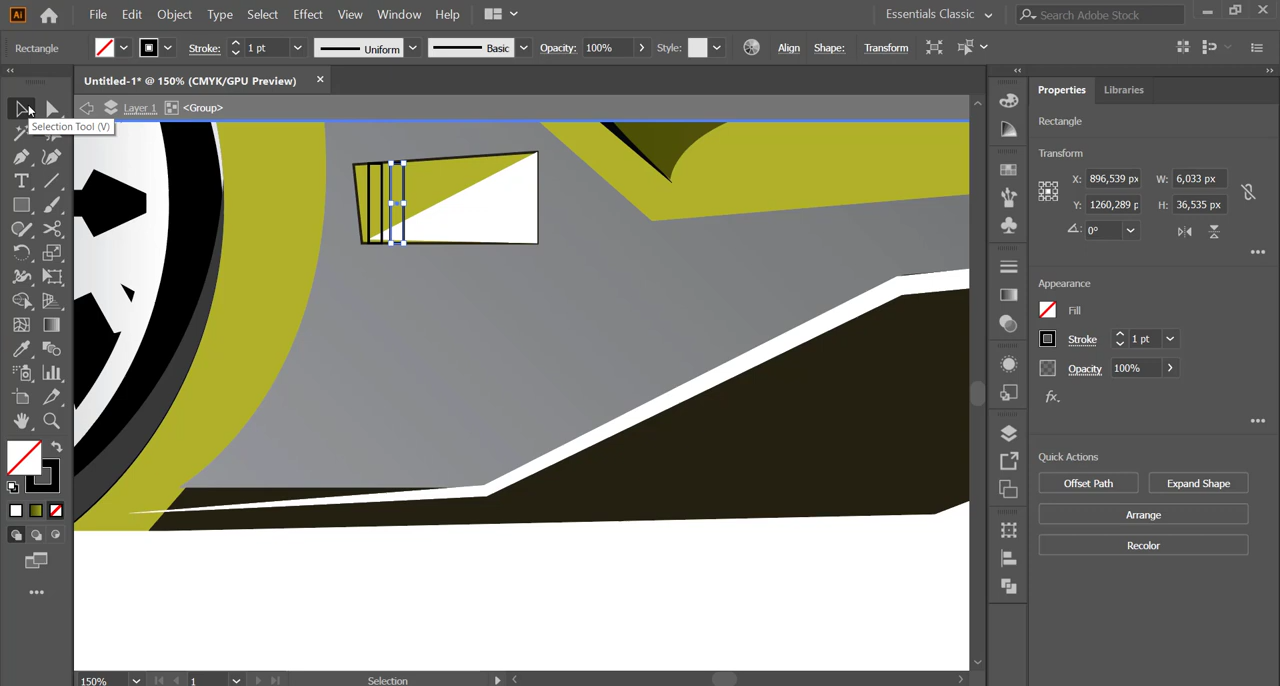 Ai File Edit Object Type Select Effect View Window Help Essentials Classic Search Adobe Stock
Rectangle Stroke: 1 pt Uniform Basic Opacity: 100% Style: Align Shape: Transform
Untitled-1* @ 150% (CMYK/GPU Preview)
Layer 1 <Group>
Selection Tool (V)
Properties Libraries
Rectangle
Transform
X: 896,539 px W: 6,033 px
Y: 1260,289 p H: 36,535 px
0°
Appearance
Fill
Stroke 1 pt
Opacity 100%
fx.
Quick Actions
Offset Path Expand Shape
Arrange
Recolor
150% 1 Selection